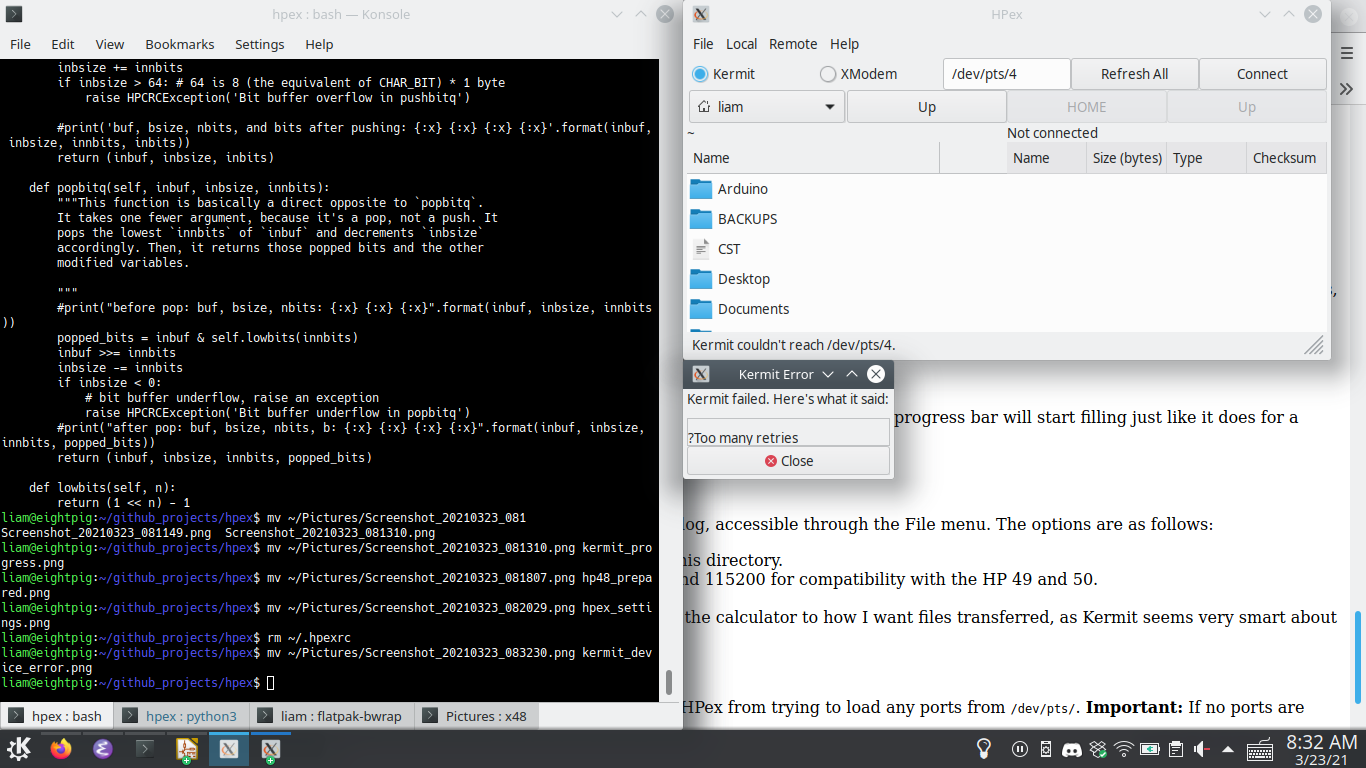 hpex : bash — Konsole
File Edit View Bookmarks Settings Help
inbsize += innbits
if inbsize > 64: # 64 is 8 (the equivalent of CHAR_BIT) * 1 byte
raise HPCRCException('Bit buffer overflow in pushbitq')
#print('buf, bsize, nbits, and bits after pushing: {:x} {:x} {:x} {:x}'.format(inbuf,
inbsize, innbits, inbits))
return (inbuf, inbsize, inbits)
def popbitq(self, inbuf, inbsize, innbits):
"""This function is basically a direct opposite to `popbitq`.
It takes one fewer argument, because it's a pop, not a push. It
pops the lowest `innbits` of `inbuf` and decrements `inbsize`
accordingly. Then, it returns those popped bits and the other
modified variables.
"""
#print("before pop: buf, bsize, nbits: {:x} {:x} {:x}".format(inbuf, inbsize, innbits
))
popped_bits = inbuf & self.lowbits(innbits)
inbuf >>= innbits
inbsize -= innbits
if inbsize < 0:
# bit buffer underflow, raise an exception
raise HPCRCException('Bit buffer underflow in popbitq')
#print("after pop: buf, bsize, nbits, b: {:x} {:x} {:x} {:x}".format(inbuf, inbsize,
innbits, popped_bits))
return (inbuf, inbsize, innbits, popped_bits)
def lowbits(self, n):
return (1 << n) - 1
liam@eightpig:~/github_projects/hpex$ mv ~/Pictures/Screenshot_20210323_081
Screenshot_20210323_081149.png Screenshot_20210323_081310.png
liam@eightpig:~/github_projects/hpex$ mv ~/Pictures/Screenshot_20210323_081310.png kermit_pro
gress.png
liam@eightpig:~/github_projects/hpex$ mv ~/Pictures/Screenshot_20210323_081807.png hp48_prepa
red.png
liam@eightpig:~/github_projects/hpex$ mv ~/Pictures/Screenshot_20210323_082029.png hpex_setti
ngs.png
liam@eightpig:~/github_projects/hpex$ rm ~/.hpexrc
liam@eightpig:~/github_projects/hpex$ mv ~/Pictures/Screenshot_20210323_083230.png kermit_dev
ice_error.png
liam@eightpig:~/github_projects/hpex$
hpex : bash hpex : python3 liam : flatpak-bwrap Pictures : x48
HPex
File Local Remote Help
Kermit XModem /dev/pts/4 Refresh All Connect
liam Up HOME Up
~ Not connected
Name Name Size (bytes) Type Checksum
Arduino
BACKUPS
CST
Desktop
Documents
Kermit couldn't reach /dev/pts/4.
Kermit Error
Kermit failed. Here's what it said:
?Too many retries
Close
progress bar will start filling just like it does for a
log, accessible through the File menu. The options are as follows:
his directory.
nd 115200 for compatibility with the HP 49 and 50.
the calculator to how I want files transferred, as Kermit seems very smart about
HPex from trying to load any ports from /dev/pts/. Important: If no ports are
8:32 AM
3/23/21